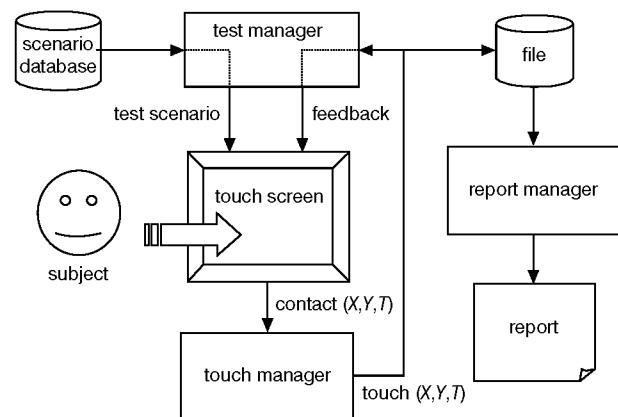 scenario
database
test manager
file
test scenario
feedback
touch screen
report manager
subject
contact (X,Y,T)
report
touch manager
touch (X,Y,T)